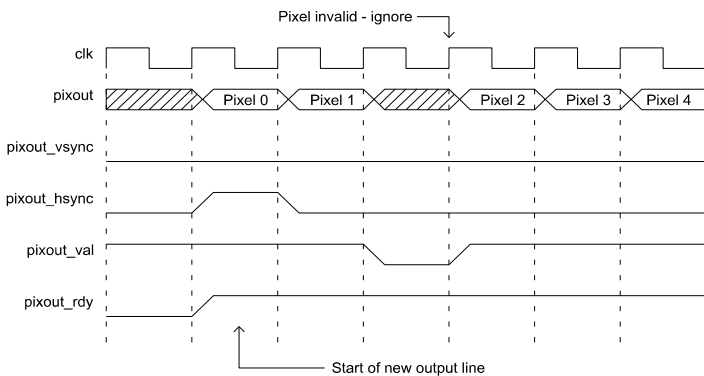 Pixel invalid - ignore
clk
pixout
Pixel 0
Pixel 1
Pixel 2
Pixel 3
Pixel 4
pixout_vsync
pixout_hsync
pixout_val
pixout_rdy
Start of new output line